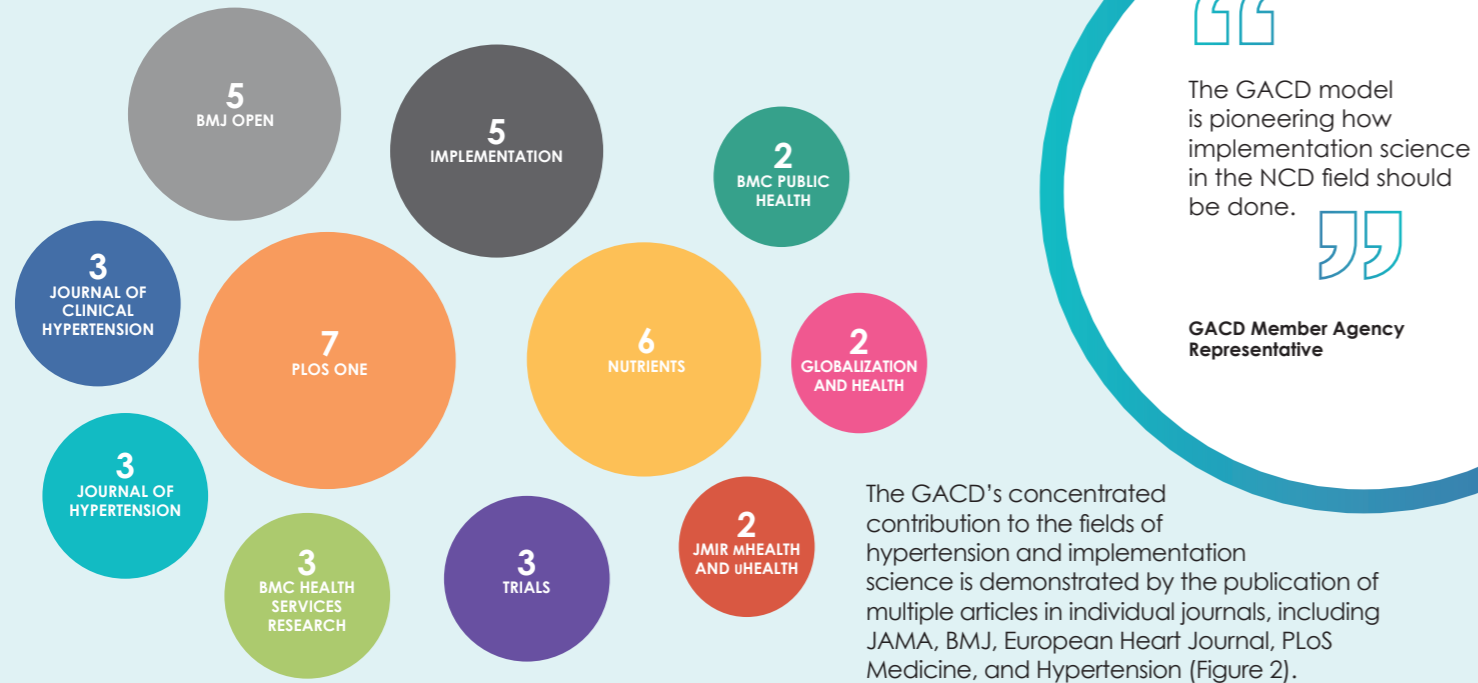 5
BMJ OPEN
5
IMPLEMENTATION
2
BMC PUBLIC
HEALTH
3
JOURNAL OF
CLINICAL
HYPERTENSION
7
PLOS ONE
6
NUTRIENTS
2
GLOBALIZATION
AND HEALTH
3
JOURNAL OF
HYPERTENSION
3
BMC HEALTH
SERVICES
RESEARCH
3
TRIALS
2
JMIR MHEALTH
AND UHEALTH
“
The GACD model
is pioneering how
implementation science
in the NCD field should
be done.
”
GACD Member Agency
Representative
The GACD’s concentrated
contribution to the fields of
hypertension and implementation
science is demonstrated by the publication of
multiple articles in individual journals, including
JAMA, BMJ, European Heart Journal, PLoS
Medicine, and Hypertension (Figure 2).